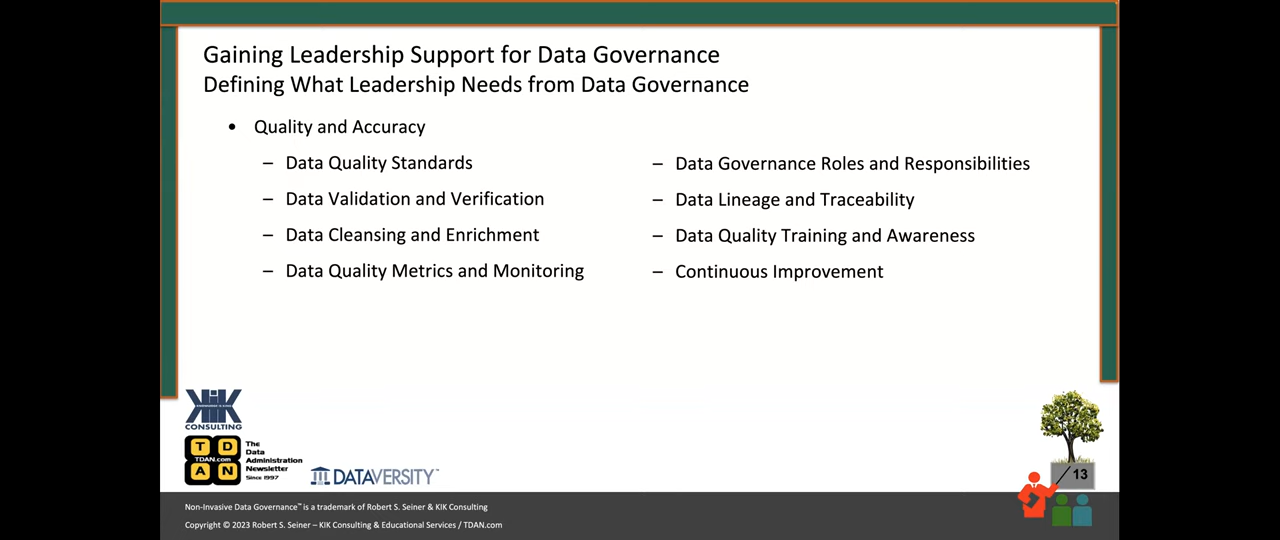 Gaining Leadership Support for Data Governance
Defining What Leadership Needs from Data Governance
• Quality and Accuracy
– Data Quality Standards
– Data Validation and Verification
– Data Cleansing and Enrichment
– Data Quality Metrics and Monitoring
– Data Governance Roles and Responsibilities
– Data Lineage and Traceability
– Data Quality Training and Awareness
– Continuous Improvement
KIK
CONSULTING
T D
TDAN.com
A N
The
Data
Administration
Newsletter
Since 1997
DATAVERSITY™
13
Non-Invasive Data Governance™ is a trademark of Robert S. Seiner & KIK Consulting
Copyright © 2023 Robert S. Seiner – KIK Consulting & Educational Services / TDAN.com